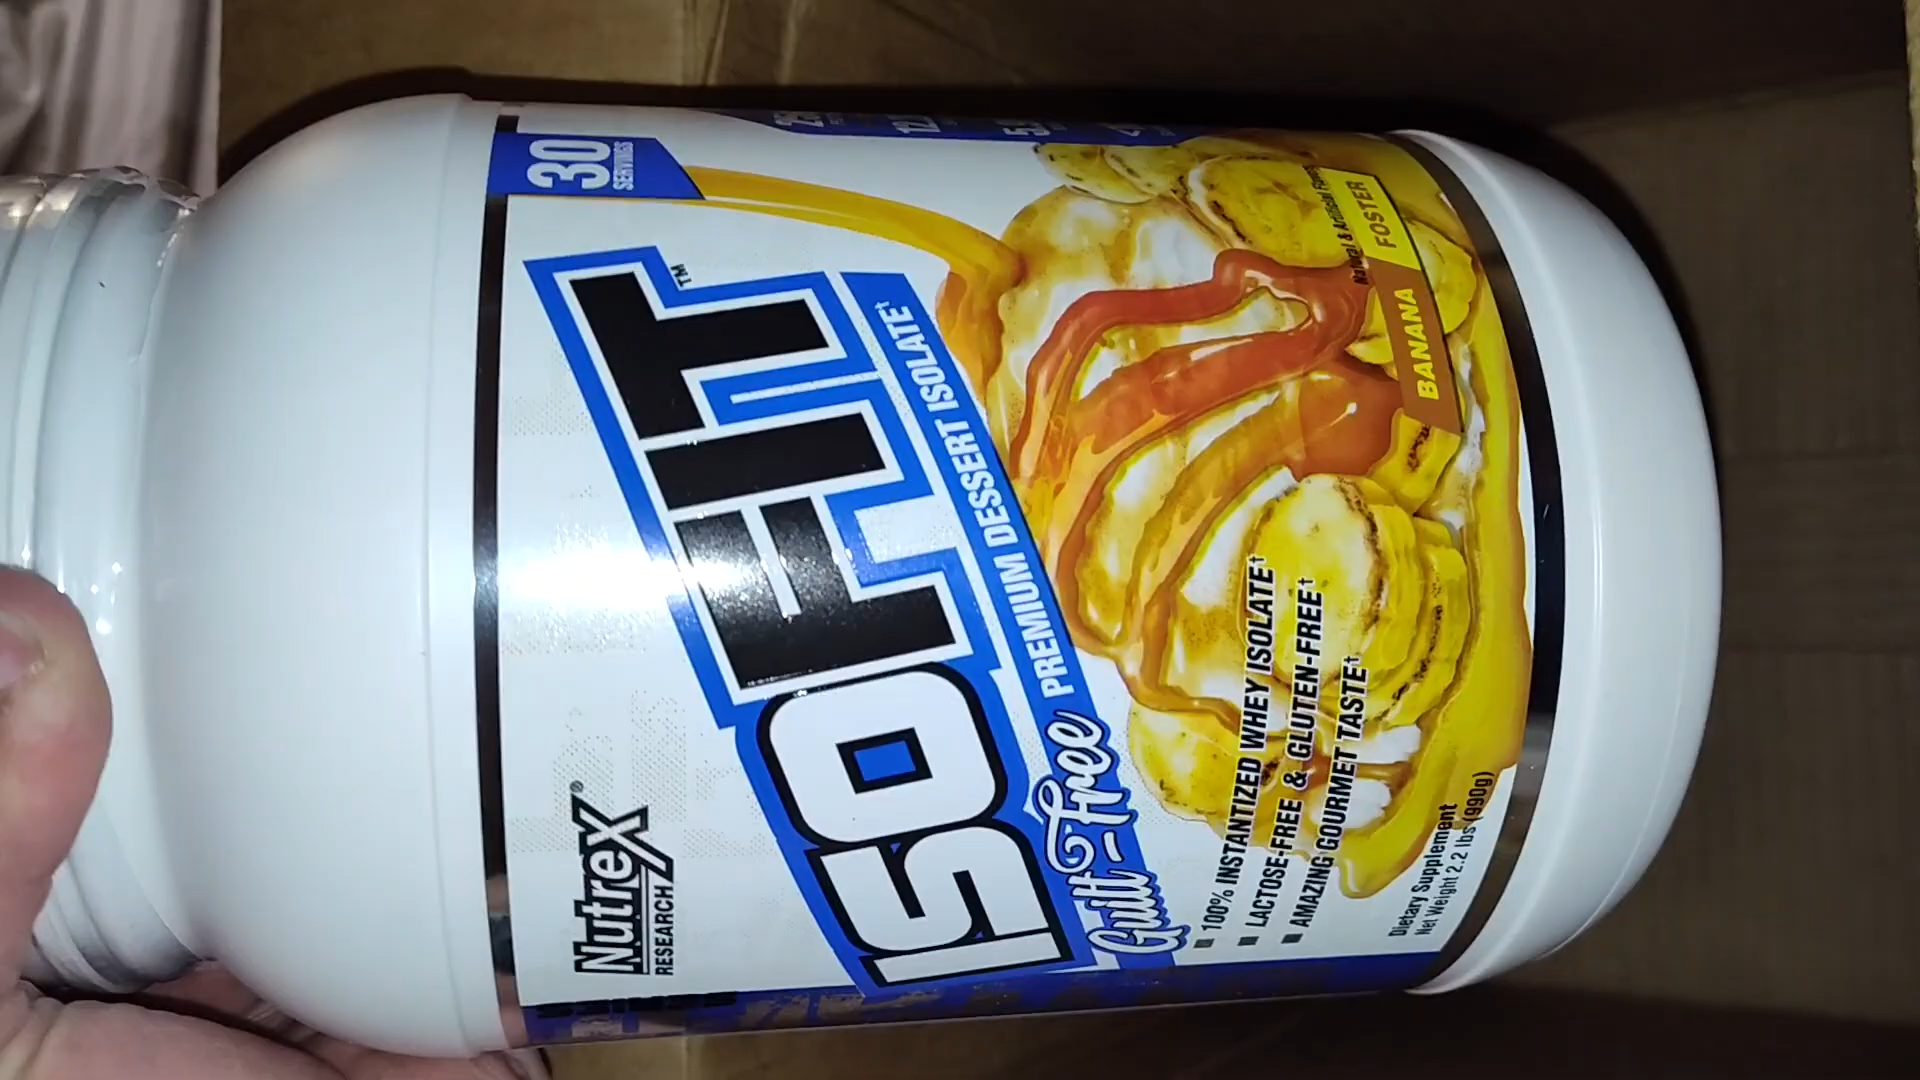 30
SERVINGS
Nutrex®
RESEARCH
ISOFIT™
Guilt-Free PREMIUM DESSERT ISOLATE†
100% INSTANTIZED WHEY ISOLATE†
LACTOSE-FREE & GLUTEN-FREE†
AMAZING GOURMET TASTE†
Natural & Artificial Flavors
BANANA FOSTER
Dietary Supplement
Net Weight 2.2 lbs (990g)